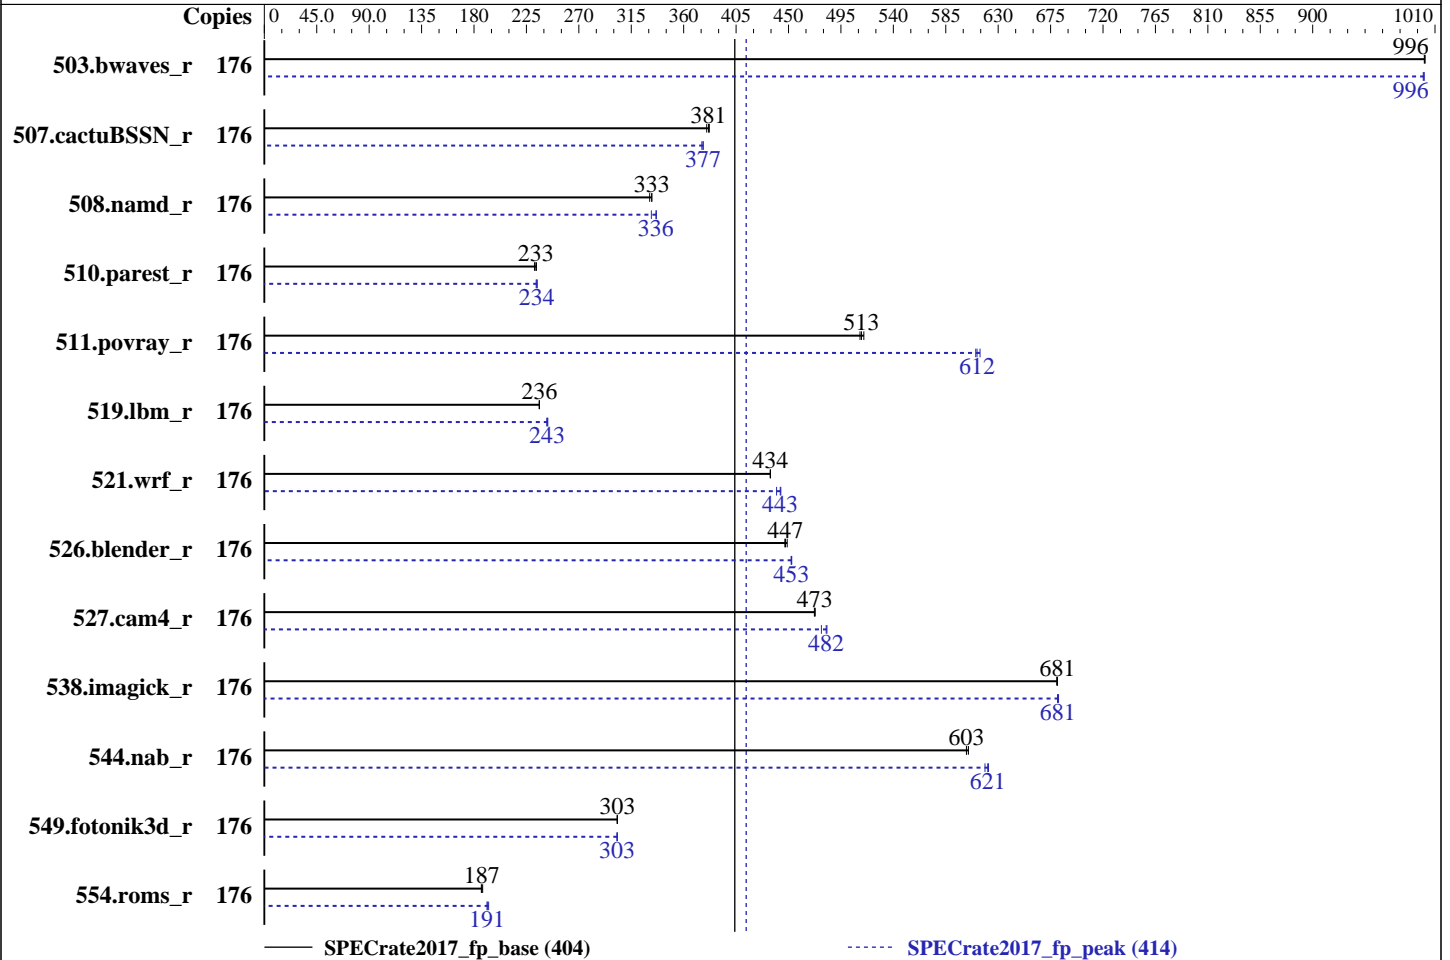 Copies 0 45.0 90.0 135 180 225 270 315 360 405 450 495 540 585 630 675 720 765 810 855 900 1010
996
503.bwaves_r 176
996
381
507.cactuBSSN_r 176
377
333
508.namd_r 176
336
233
510.parest_r 176
234
513
511.povray_r 176
612
236
519.lbm_r 176
243
434
521.wrf_r 176
443
447
526.blender_r 176
453
473
527.cam4_r 176
482
681
538.imagick_r 176
681
603
544.nab_r 176
621
303
549.fotonik3d_r 176
303
187
554.roms_r 176
191
SPECrate2017_fp_base (404) SPECrate2017_fp_peak (414)